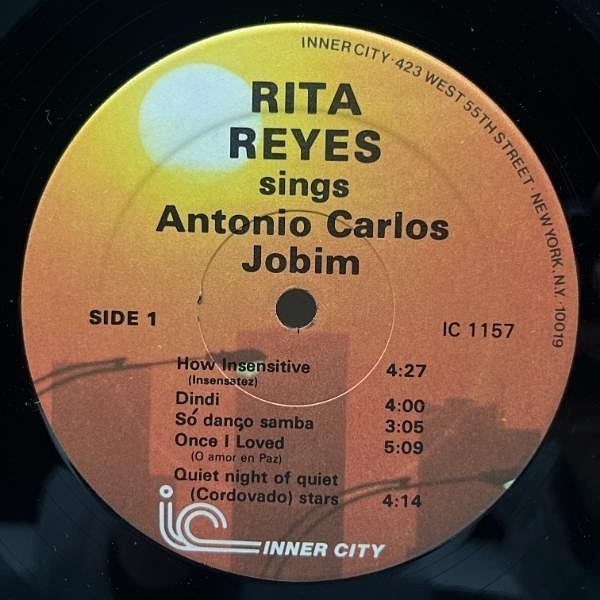 INNER CITY · 423 WEST 55TH STREET · NEW YORK, N.Y. 10019
RITA
REYES
sings
Antonio Carlos
Jobim
SIDE 1
IC 1157
How Insensitive 4:27
(Insensatez)
Dindi 4:00
Só danço samba 3:05
Once I Loved 5:09
(O amor en Paz)
Quiet night of quiet
(Cordovado) stars 4:14
ic INNER CITY